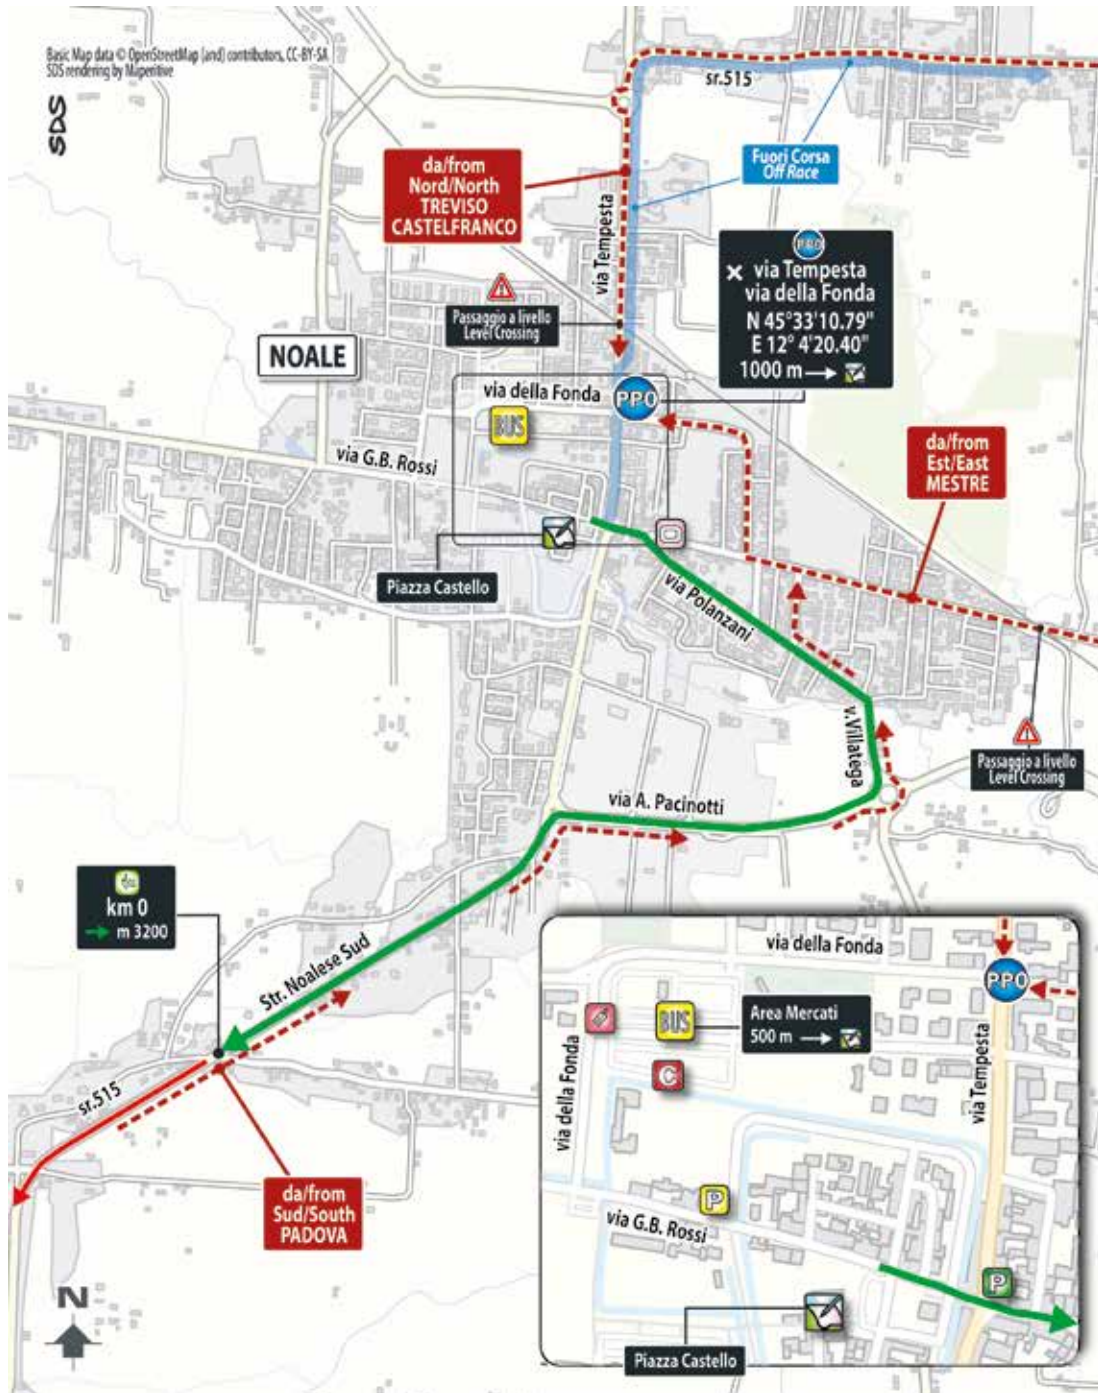 Basic Map data © OpenStreetMap (and) contributors, CC-BY-SA
SDS rendering by Maperitive
SDS
sr.515
Fuori Corsa
Off Race
da/from
Nord/North
TREVISO
CASTELFRANCO
via Tempesta
PPO
via Tempesta
via della Fonda
N 45°33'10.79"
E 12° 4'20.40"
1000 m
Passaggio a livello
Level Crossing
NOALE
via della Fonda
PPO
BUS
da/from
Est/East
MESTRE
via G.B. Rossi
Piazza Castello
via Polanzani
v.Villatega
Passaggio a livello
Level Crossing
via A. Pacinotti
km 0
m 3200
Str. Noalese Sud
sr.515
da/from
Sud/South
PADOVA
N
via della Fonda
PPO
BUS
Area Mercati
500 m
C
via della Fonda
via Tempesta
P
via G.B. Rossi
P
Piazza Castello